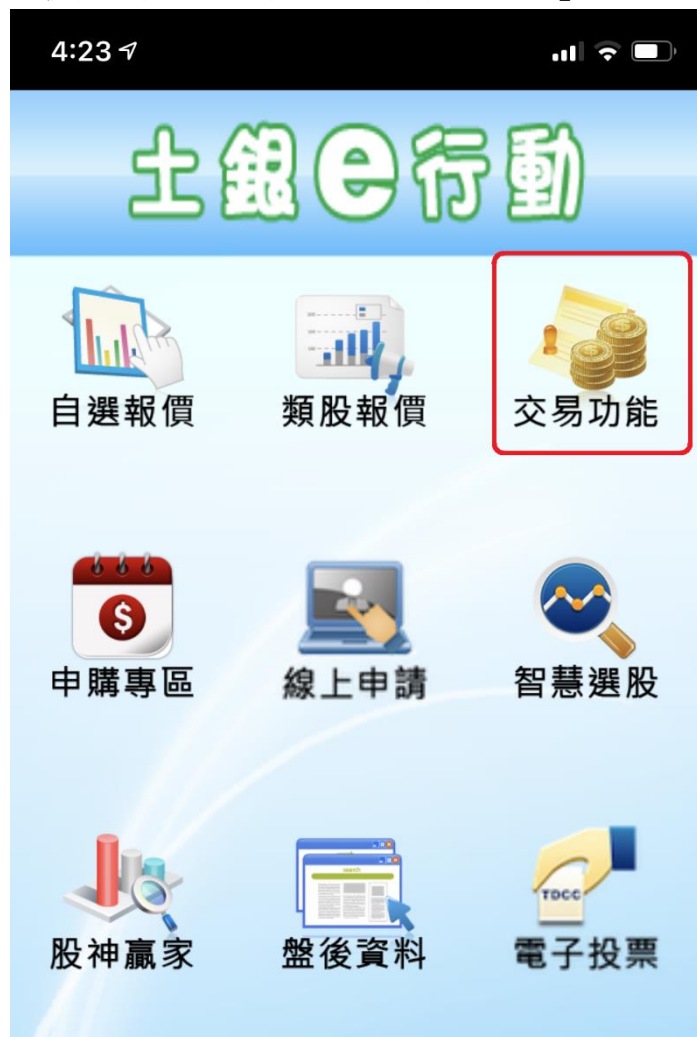 4:23
土銀e行動
自選報價 類股報價 交易功能
申購專區 線上申請 智慧選股
search
TDCC
股神贏家 盤後資料 電子投票